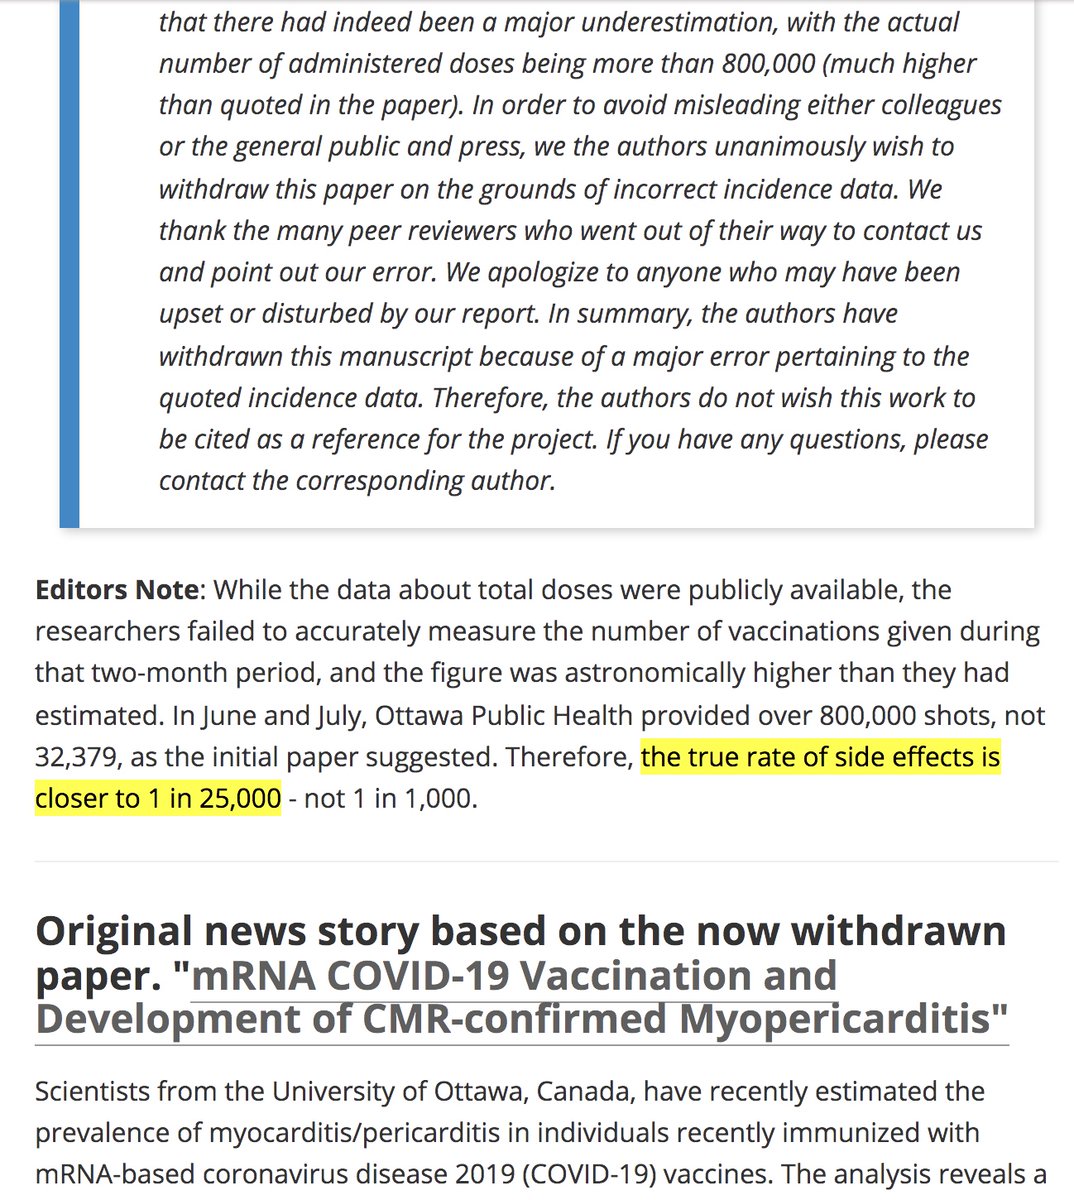 that there had indeed been a major underestimation, with the actual
number of administered doses being more than 800,000 (much higher
than quoted in the paper). In order to avoid misleading either colleagues
or the general public and press, we the authors unanimously wish to
withdraw this paper on the grounds of incorrect incidence data. We
thank the many peer reviewers who went out of their way to contact us
and point out our error. We apologize to anyone who may have been
upset or disturbed by our report. In summary, the authors have
withdrawn this manuscript because of a major error pertaining to the
quoted incidence data. Therefore, the authors do not wish this work to
be cited as a reference for the project. If you have any questions, please
contact the corresponding author.
Editors Note: While the data about total doses were publicly available, the
researchers failed to accurately measure the number of vaccinations given during
that two-month period, and the figure was astronomically higher than they had
estimated. In June and July, Ottawa Public Health provided over 800,000 shots, not
32,379, as the initial paper suggested. Therefore, the true rate of side effects is
closer to 1 in 25,000 - not 1 in 1,000.
Original news story based on the now withdrawn
paper. "mRNA COVID-19 Vaccination and
Development of CMR-confirmed Myopericarditis"
Scientists from the University of Ottawa, Canada, have recently estimated the
prevalence of myocarditis/pericarditis in individuals recently immunized with
mRNA-based coronavirus disease 2019 (COVID-19) vaccines. The analysis reveals a